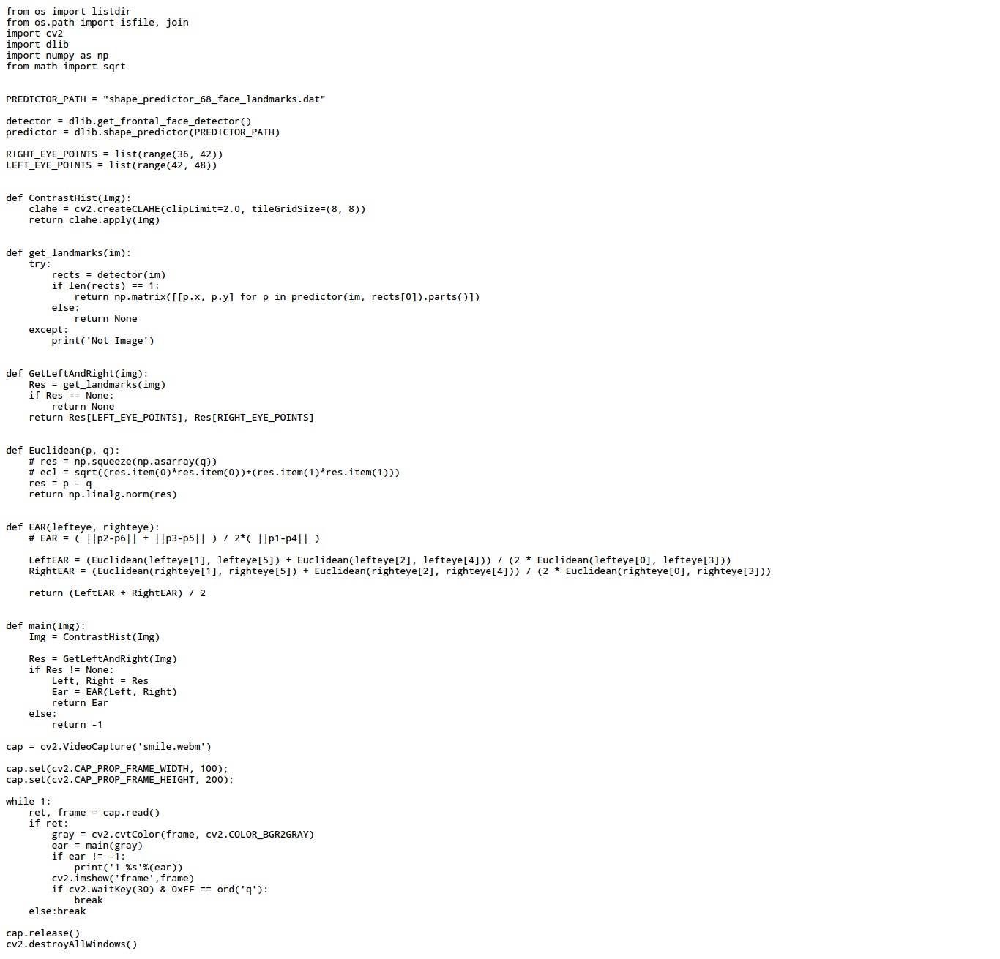 from os import listdir
from os.path import isfile, join
import cv2
import dlib
import numpy as np
from math import sqrt


PREDICTOR_PATH = "shape_predictor_68_face_landmarks.dat"

detector = dlib.get_frontal_face_detector()
predictor = dlib.shape_predictor(PREDICTOR_PATH)

RIGHT_EYE_POINTS = list(range(36, 42))
LEFT_EYE_POINTS = list(range(42, 48))


def ContrastHist(Img):
    clahe = cv2.createCLAHE(clipLimit=2.0, tileGridSize=(8, 8))
    return clahe.apply(Img)


def get_landmarks(im):
    try:
        rects = detector(im)
        if len(rects) == 1:
            return np.matrix([[p.x, p.y] for p in predictor(im, rects[0]).parts()])
        else:
            return None
    except:
        print('Not Image')


def GetLeftAndRight(img):
    Res = get_landmarks(img)
    if Res == None:
        return None
    return Res[LEFT_EYE_POINTS], Res[RIGHT_EYE_POINTS]


def Euclidean(p, q):
    # res = np.squeeze(np.asarray(q))
    # ecl = sqrt((res.item(0)*res.item(0))+(res.item(1)*res.item(1)))
    res = p - q
    return np.linalg.norm(res)


def EAR(lefteye, righteye):
    # EAR = ( ||p2-p6|| + ||p3-p5|| ) / 2*( ||p1-p4|| )

    LeftEAR = (Euclidean(lefteye[1], lefteye[5]) + Euclidean(lefteye[2], lefteye[4])) / (2 * Euclidean(lefteye[0], lefteye[3]))
    RightEAR = (Euclidean(righteye[1], righteye[5]) + Euclidean(righteye[2], righteye[4])) / (2 * Euclidean(righteye[0], righteye[3]))

    return (LeftEAR + RightEAR) / 2


def main(Img):
    Img = ContrastHist(Img)

    Res = GetLeftAndRight(Img)
    if Res != None:
        Left, Right = Res
        Ear = EAR(Left, Right)
        return Ear
    else:
        return -1

cap = cv2.VideoCapture('smile.webm')

cap.set(cv2.CAP_PROP_FRAME_WIDTH, 100);
cap.set(cv2.CAP_PROP_FRAME_HEIGHT, 200);

while 1:
    ret, frame = cap.read()
    if ret:
        gray = cv2.cvtColor(frame, cv2.COLOR_BGR2GRAY)
        ear = main(gray)
        if ear != -1:
            print('1 %s'%(ear))
        cv2.imshow('frame',frame)
        if cv2.waitKey(30) & 0xFF == ord('q'):
            break
    else:break

cap.release()
cv2.destroyAllWindows()